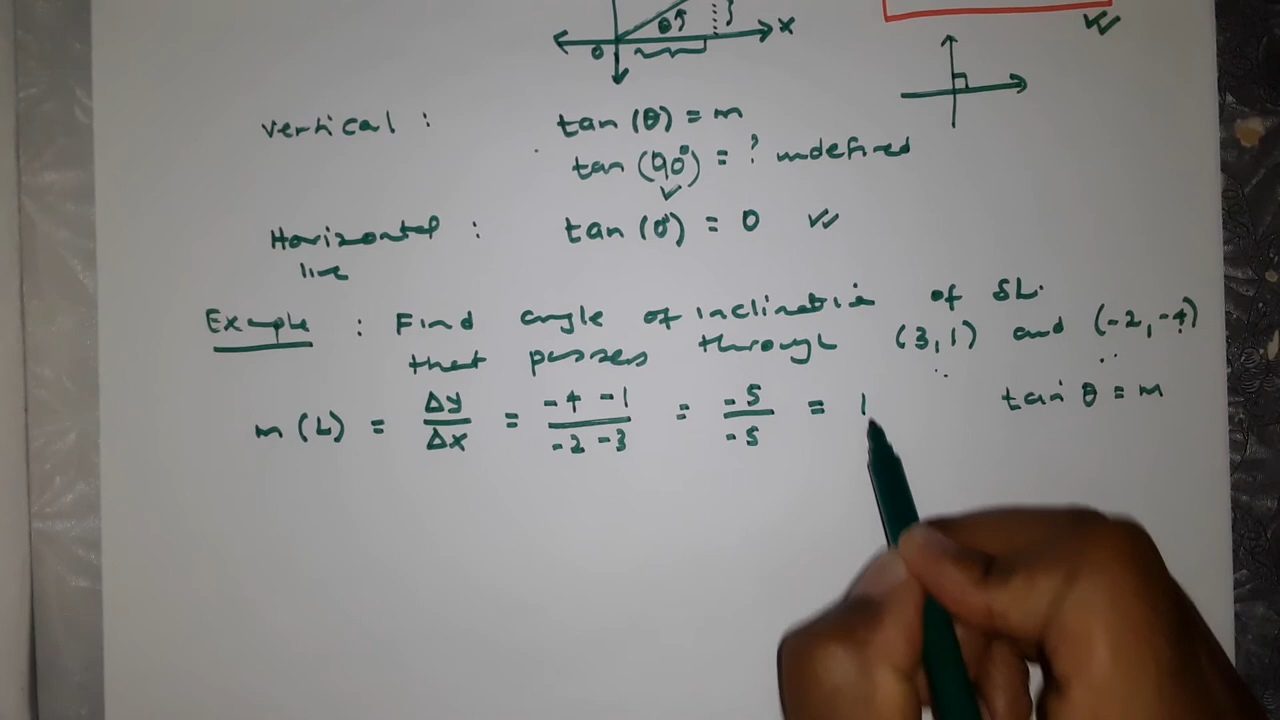 θ
x
0
vertical : tan (θ) = m
tan (90°) = ? undefined
Horizontal line : tan (0°) = 0
Example : Find angle of inclination of SL.
that passes through (3,1) and (-2,-4)
m(L) = Δy/Δx = -4 -1/-2 -3 = -5/-5 = 1
tan θ = m